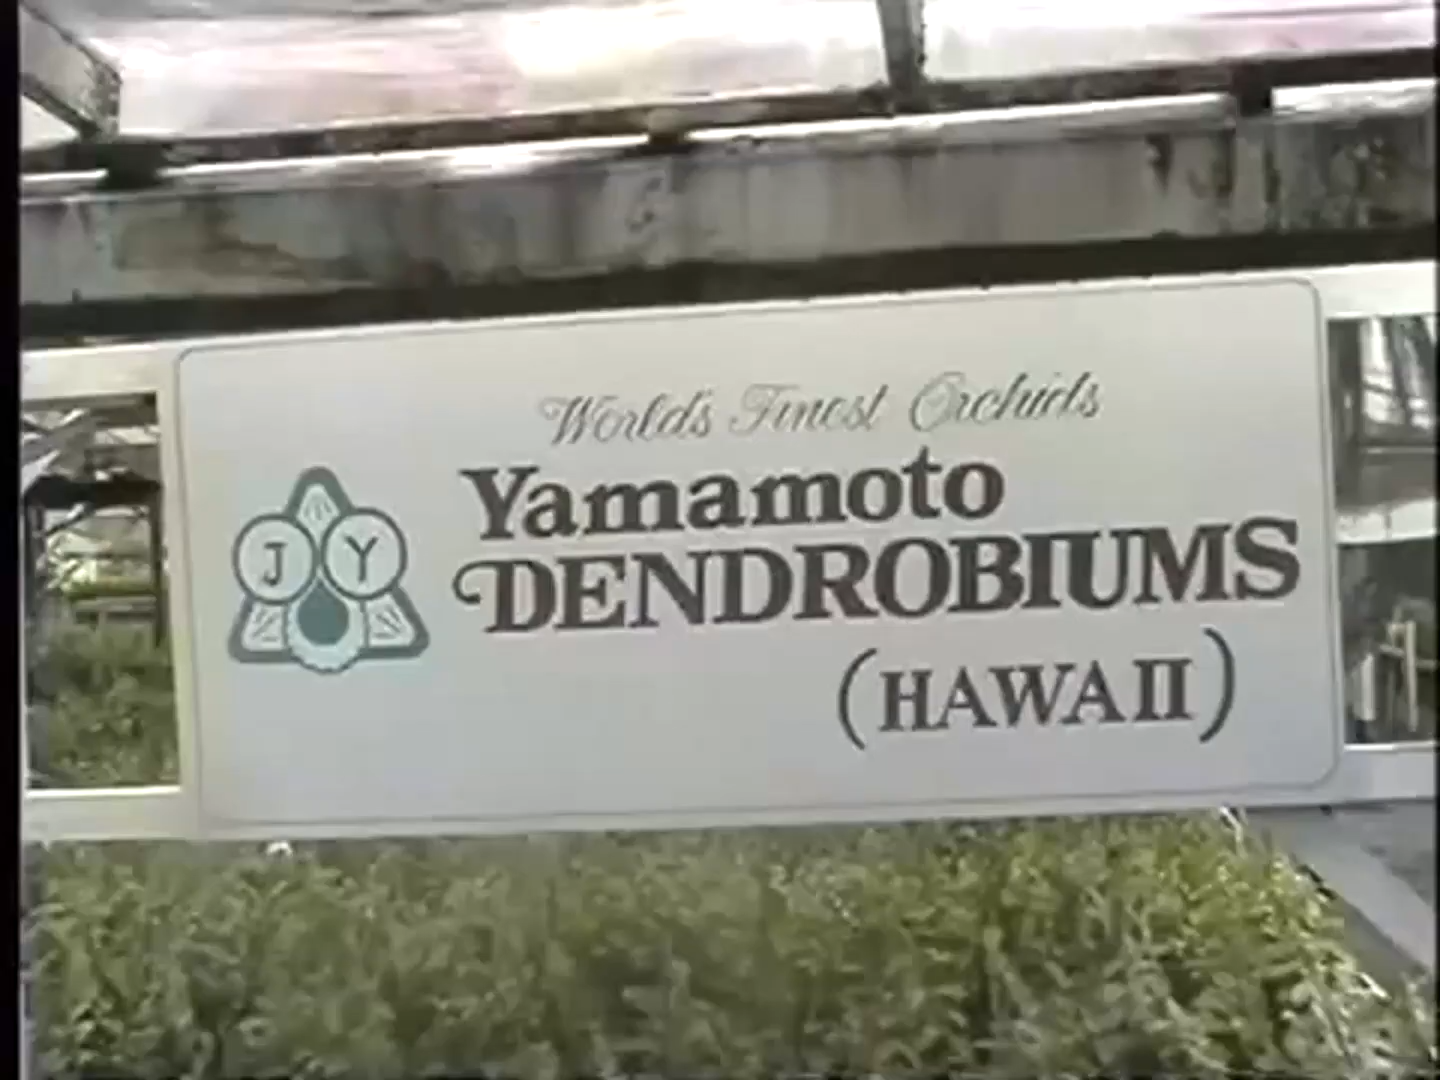 World's Finest Orchids
Yamamoto
J Y
DENDROBIUMS
(HAWAII)